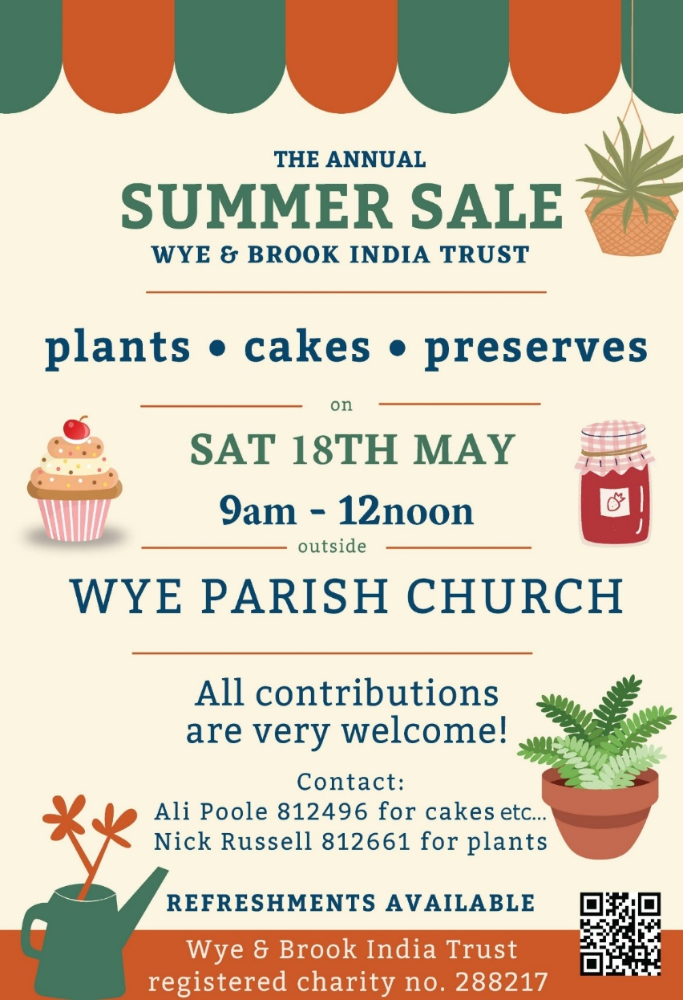 THE ANNUAL
SUMMER SALE
WYE & BROOK INDIA TRUST
plants • cakes • preserves
on
SAT 18TH MAY
9am - 12noon
outside
WYE PARISH CHURCH
All contributions
are very welcome!
Contact:
Ali Poole 812496 for cakes etc...
Nick Russell 812661 for plants
REFRESHMENTS AVAILABLE
Wye & Brook India Trust
registered charity no. 288217